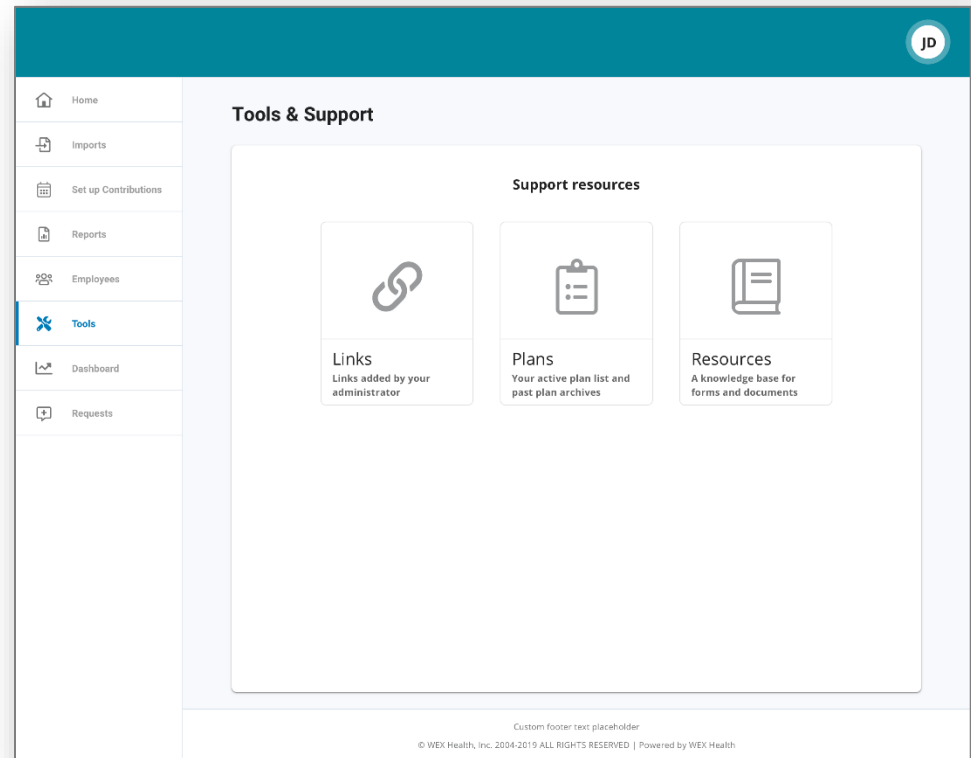 JD
Home
Imports
Set up Contributions
Reports
Employees
Tools
Dashboard
Requests
Tools & Support
Support resources
Links
Links added by your
administrator
Plans
Your active plan list and
past plan archives
Resources
A knowledge base for
forms and documents
Custom footer text placeholder
© WEX Health, Inc. 2004-2019 ALL RIGHTS RESERVED | Powered by WEX Health